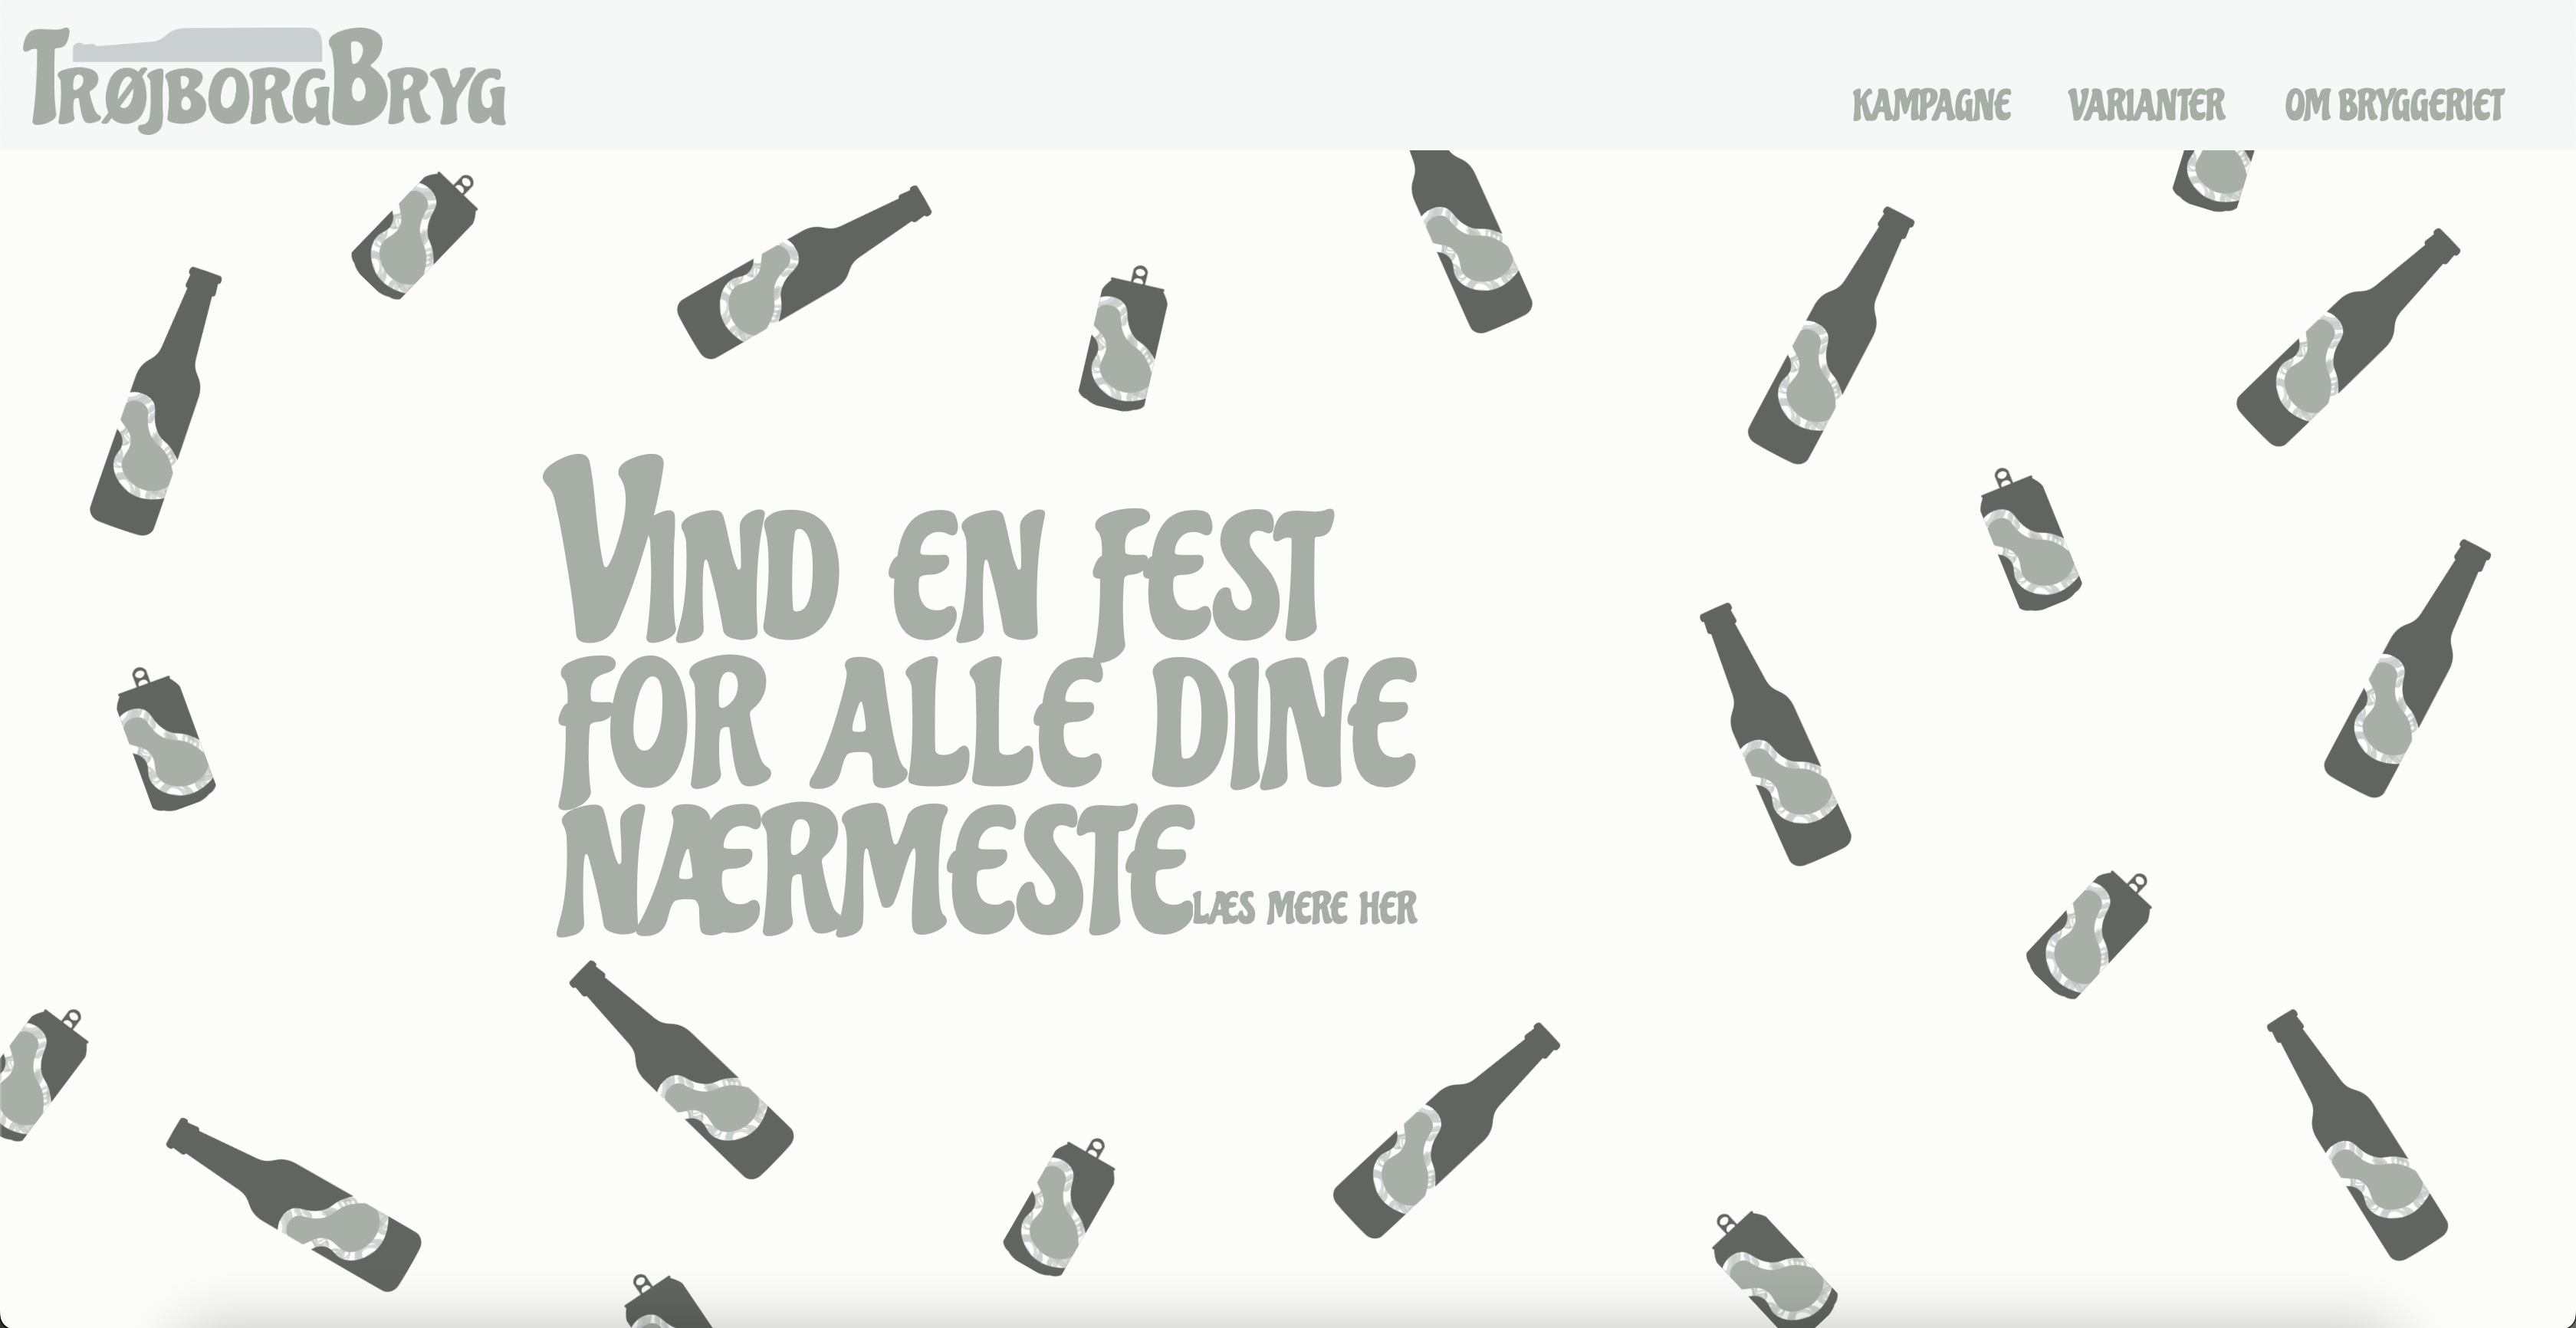 TRØJBORGBRYG
KAMPAGNE VARIANTER OM BRYGGERIET
VIND EN FEST
FOR ALLE DINE
NÆRMESTE
LÆS MERE HER